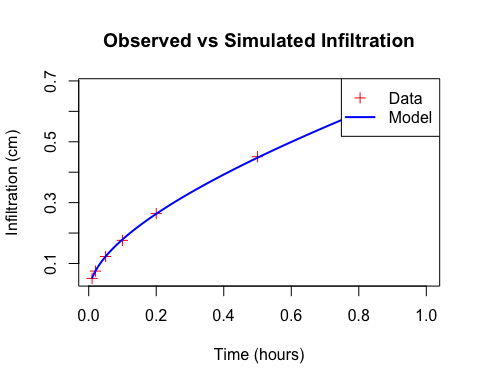 Observed vs Simulated Infiltration
Data
Model
0.7
0.5
0.3
0.1
Infiltration (cm)
0.0 0.2 0.4 0.6 0.8 1.0
Time (hours)